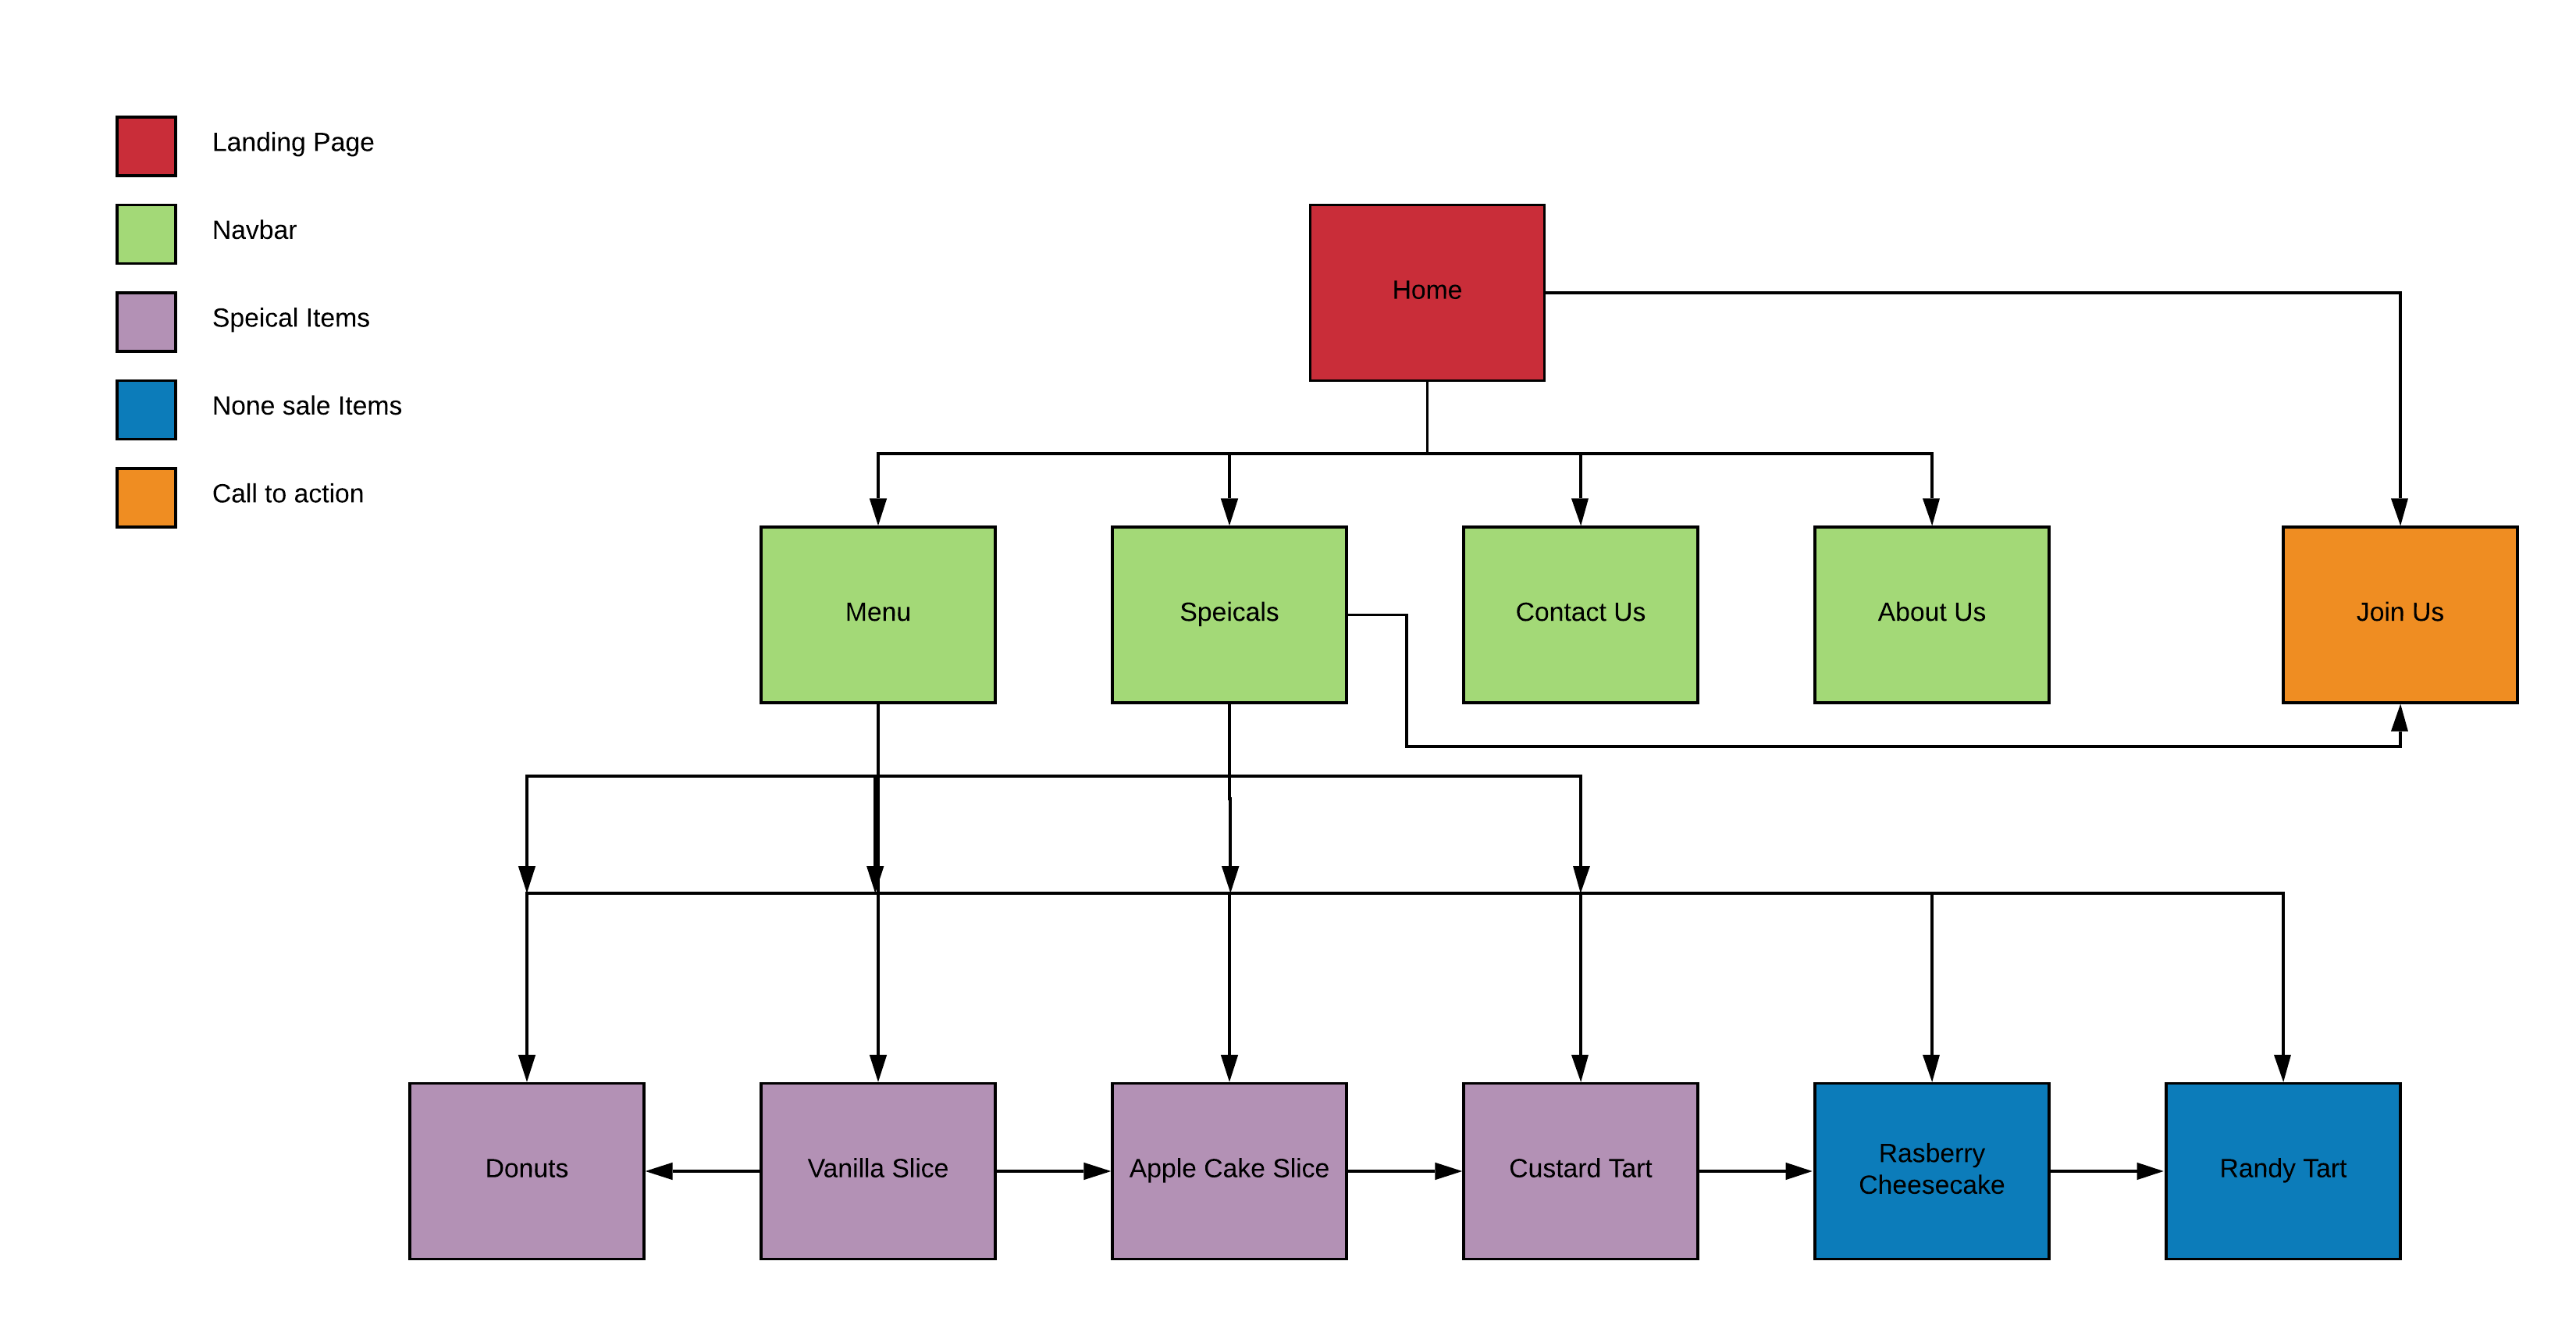 Landing Page
Navbar
Speical Items
None sale Items
Call to action
Home
Menu
Speicals
Contact Us
About Us
Join Us
Donuts
Vanilla Slice
Apple Cake Slice
Custard Tart
Rasberry
Cheesecake
Randy Tart